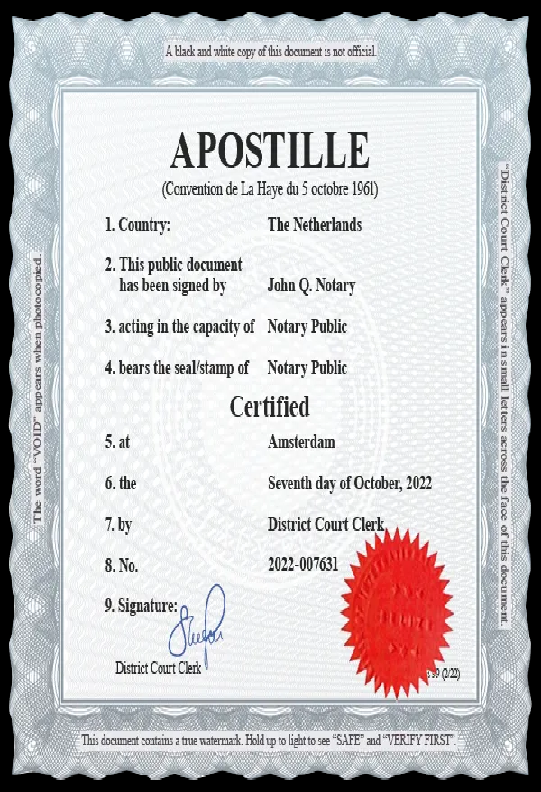 A black and white copy of this document is not official.
APOSTILLE
(Convention de La Haye du 5 octobre 1961)
1. Country: The Netherlands
2. This public document
has been signed by John Q. Notary
3. acting in the capacity of Notary Public
4. bears the seal/stamp of Notary Public
Certified
5. at Amsterdam
6. the Seventh day of October, 2022
7. by District Court Clerk
8. No. 2022-007631
9. Signature:
District Court Clerk
(2/22)
This document contains a true watermark. Hold up to light to see “SAFE” and “VERIFY FIRST”.
The word “VOID” appears when photocopied.
“District Court Clerk” appears in small letters across the face of this document.